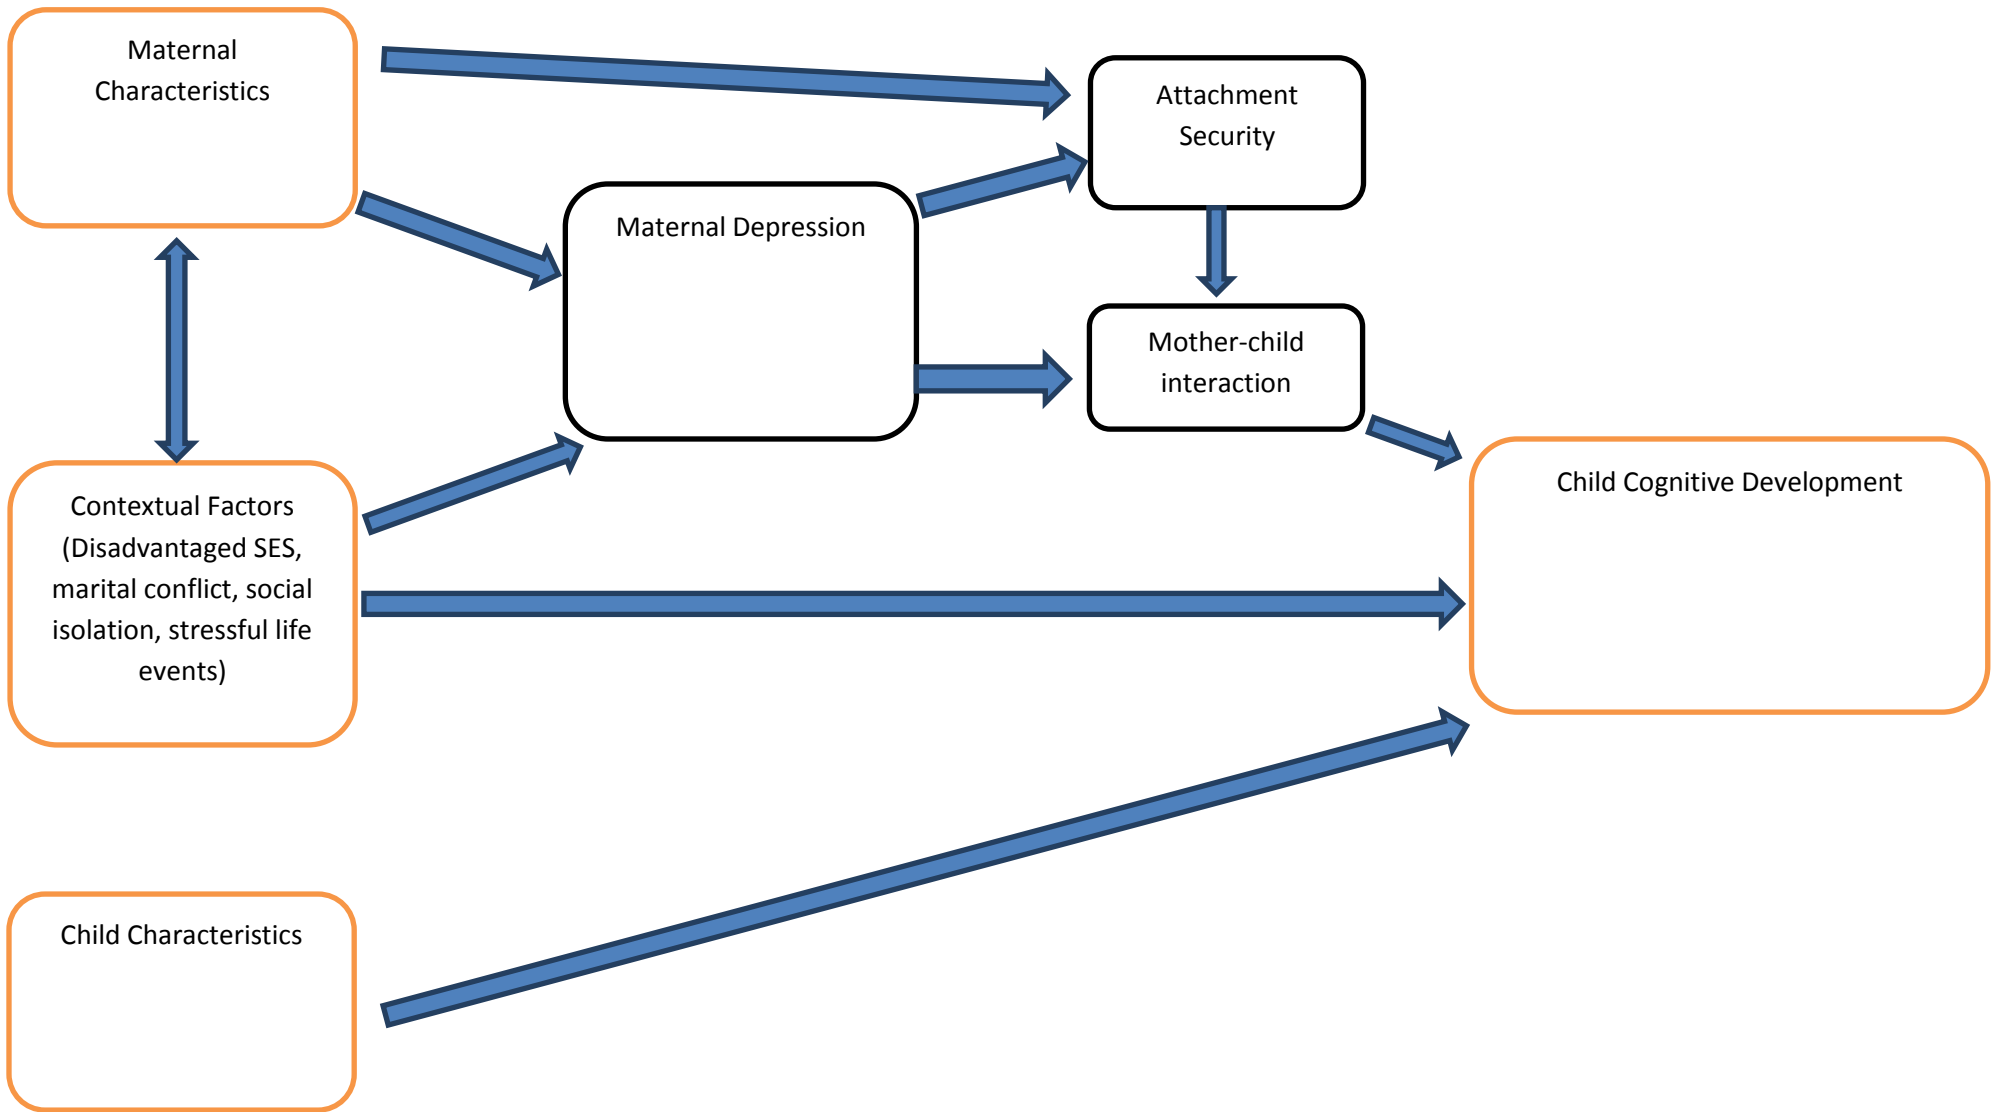 Maternal
Characteristics
Attachment
Security
Maternal Depression
Mother-child
interaction
Child Cognitive Development
Contextual Factors
(Disadvantaged SES,
marital conflict, social
isolation, stressful life
events)
Child Characteristics